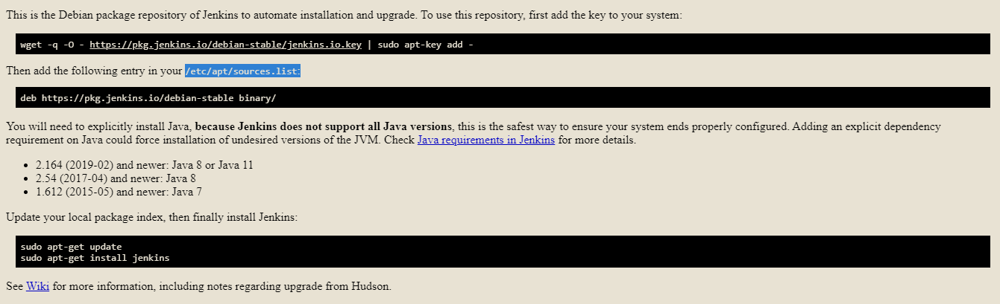 This is the Debian package repository of Jenkins to automate installation and upgrade. To use this repository, first add the key to your system:
wget -q -O - https://pkg.jenkins.io/debian-stable/jenkins.io.key | sudo apt-key add -
Then add the following entry in your /etc/apt/sources.list:
deb https://pkg.jenkins.io/debian-stable binary/
You will need to explicitly install Java, because Jenkins does not support all Java versions, this is the safest way to ensure your system ends properly configured. Adding an explicit dependency
requirement on Java could force installation of undesired versions of the JVM. Check Java requirements in Jenkins for more details.
• 2.164 (2019-02) and newer: Java 8 or Java 11
• 2.54 (2017-04) and newer: Java 8
• 1.612 (2015-05) and newer: Java 7
Update your local package index, then finally install Jenkins:
sudo apt-get update
sudo apt-get install jenkins
See Wiki for more information, including notes regarding upgrade from Hudson.